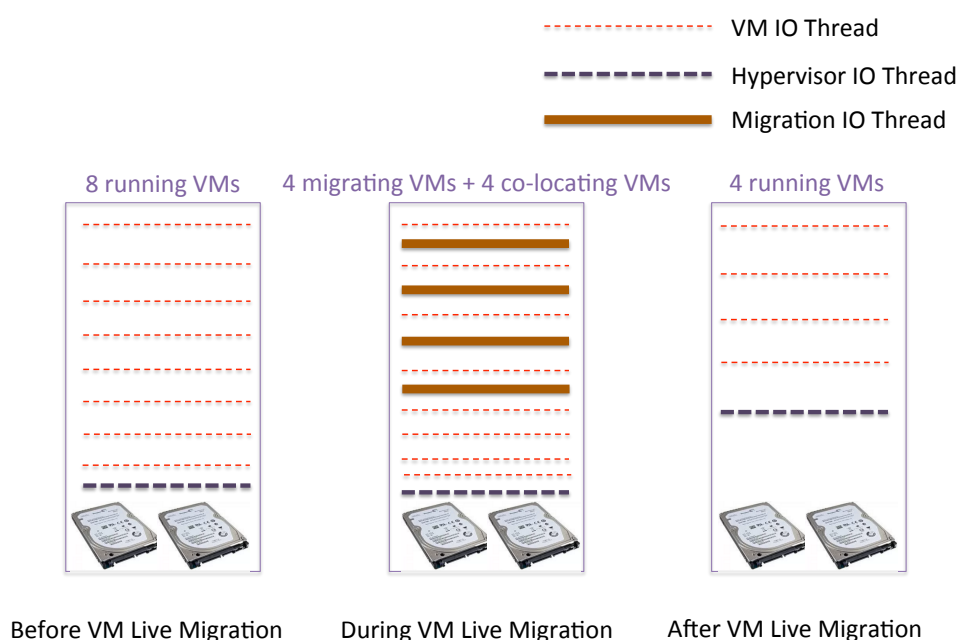 VM IO Thread
Hypervisor IO Thread
Migration IO Thread
8 running VMs
4 migrating VMs + 4 co-locating VMs
4 running VMs
Before VM Live Migration
During VM Live Migration
After VM Live Migration